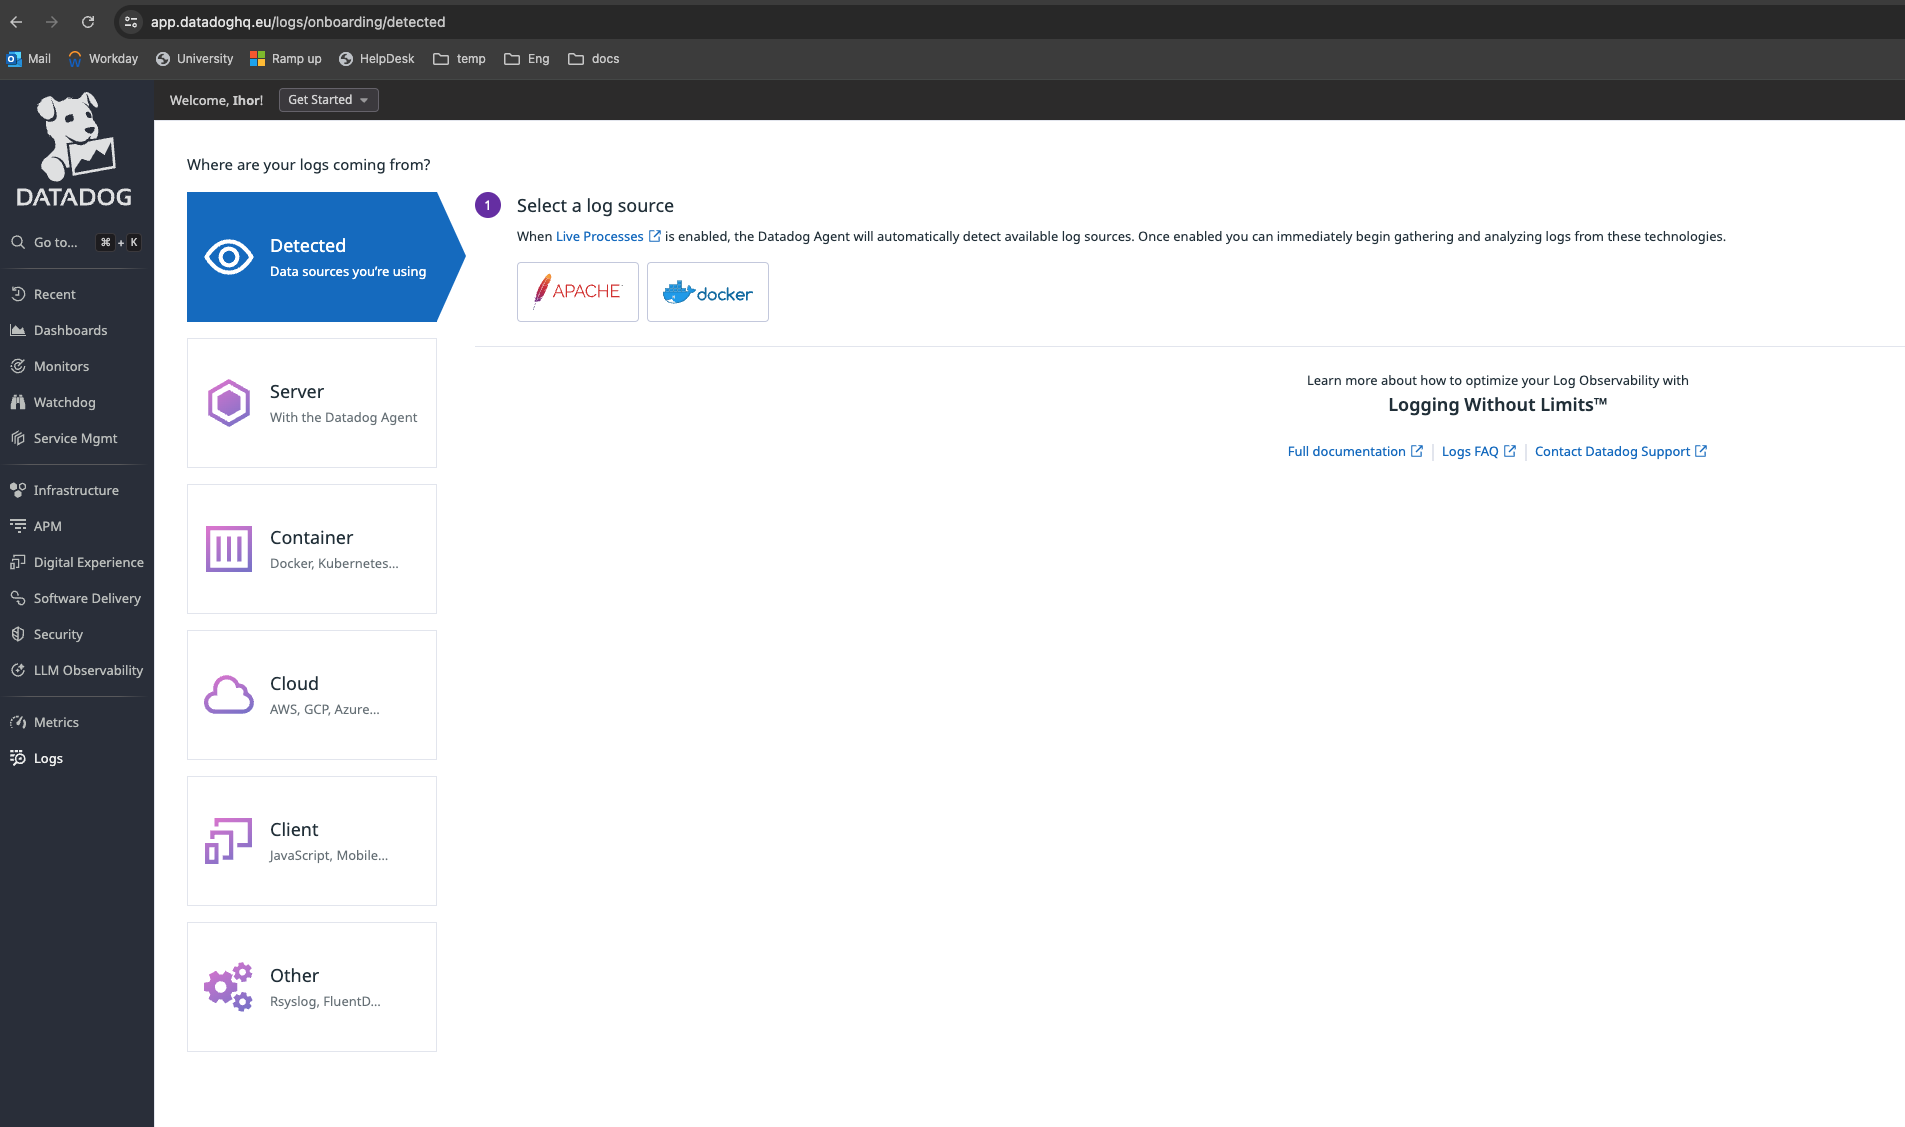 app.datadoghq.eu/logs/onboarding/detected
Mail Workday University Ramp up HelpDesk temp Eng docs
DATADOG
Go to... ⌘ + K
Recent
Dashboards
Monitors
Watchdog
Service Mgmt
Infrastructure
APM
Digital Experience
Software Delivery
Security
LLM Observability
Metrics
Logs
Welcome, Ihor! Get Started
Where are your logs coming from?
Detected
Data sources you're using
Server
With the Datadog Agent
Container
Docker, Kubernetes...
Cloud
AWS, GCP, Azure...
Client
JavaScript, Mobile...
Other
Rsyslog, FluentD...
1 Select a log source
When Live Processes is enabled, the Datadog Agent will automatically detect available log sources. Once enabled you can immediately begin gathering and analyzing logs from these technologies.
APACHE docker
Learn more about how to optimize your Log Observability with
Logging Without Limits™
Full documentation | Logs FAQ | Contact Datadog Support